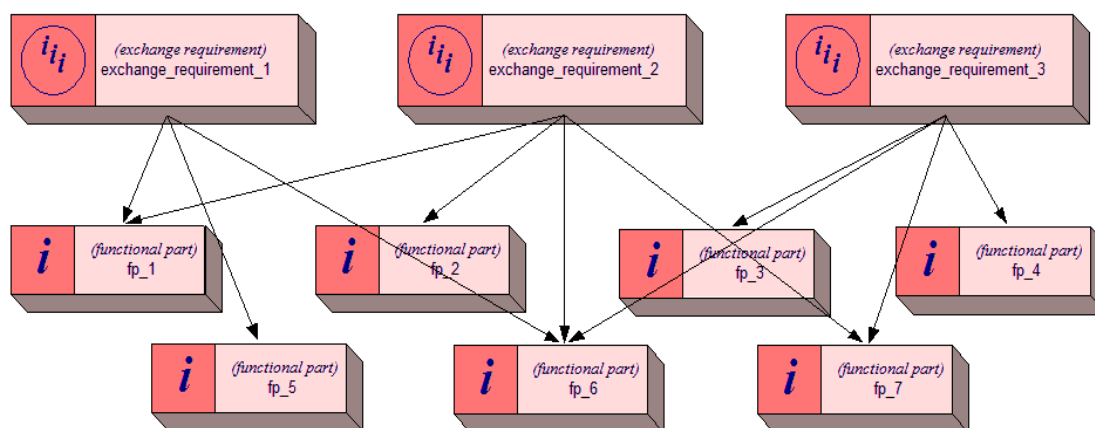 i i i
(exchange requirement)
exchange_requirement_1
i i i
(exchange requirement)
exchange_requirement_2
i i i
(exchange requirement)
exchange_requirement_3
i
(functional part)
fp_1
i
(functional part)
fp_2
i
(functional part)
fp_3
i
(functional part)
fp_4
i
(functional part)
fp_5
i
(functional part)
fp_6
i
(functional part)
fp_7